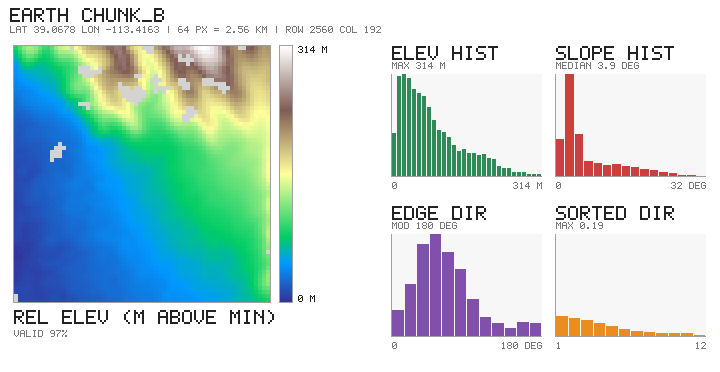 EARTH CHUNK_B
LAT 39.0678 LON -113.4163 | 64 PX = 2.56 KM | ROW 2560 COL 192
314 M
0 M
REL ELEV (M ABOVE MIN)
VALID 97%
ELEV HIST
MAX 314 M
0 314 M
SLOPE HIST
MEDIAN 3.9 DEG
0 32 DEG
EDGE DIR
MOD 180 DEG
0 180 DEG
SORTED DIR
MAX 0.19
1 12